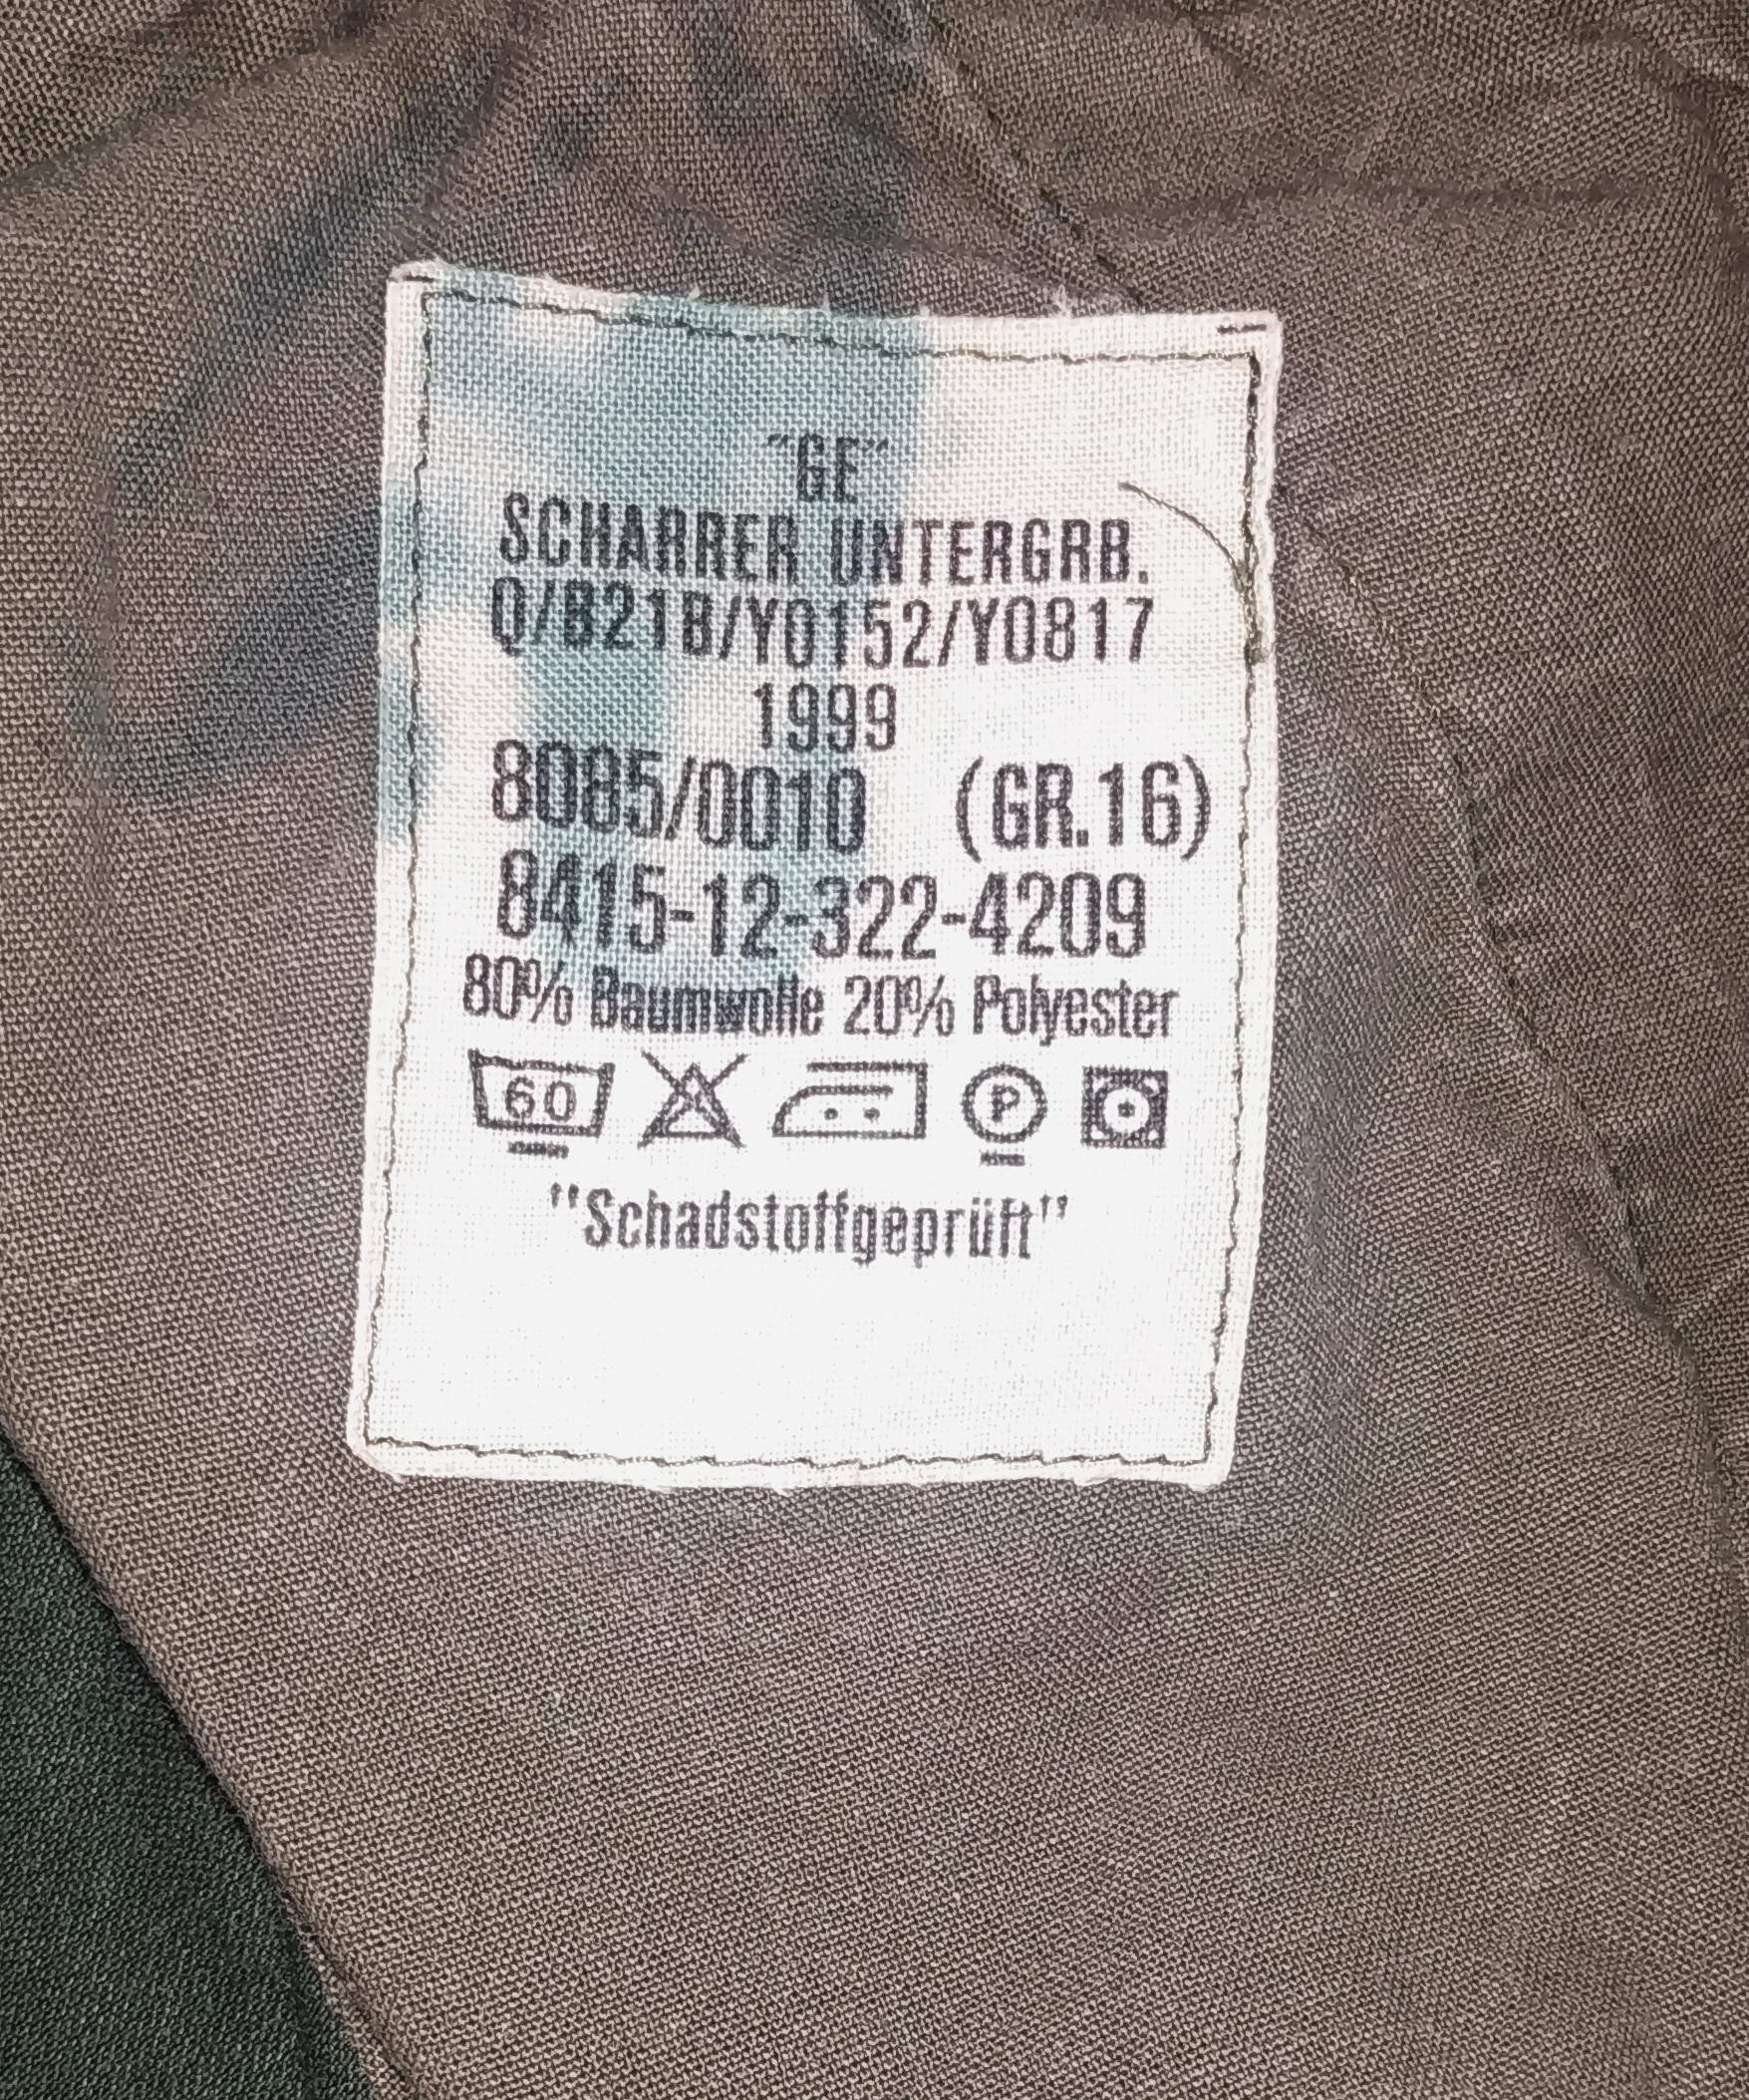 "GE"
SCHARRER UNTERGRB.
Q/B21B/Y0152/Y0817
1999
8085/0010 (GR.16)
8415-12-322-4209
80% Baumwolle 20% Polyester
60 P
"Schadstoffgeprüft"